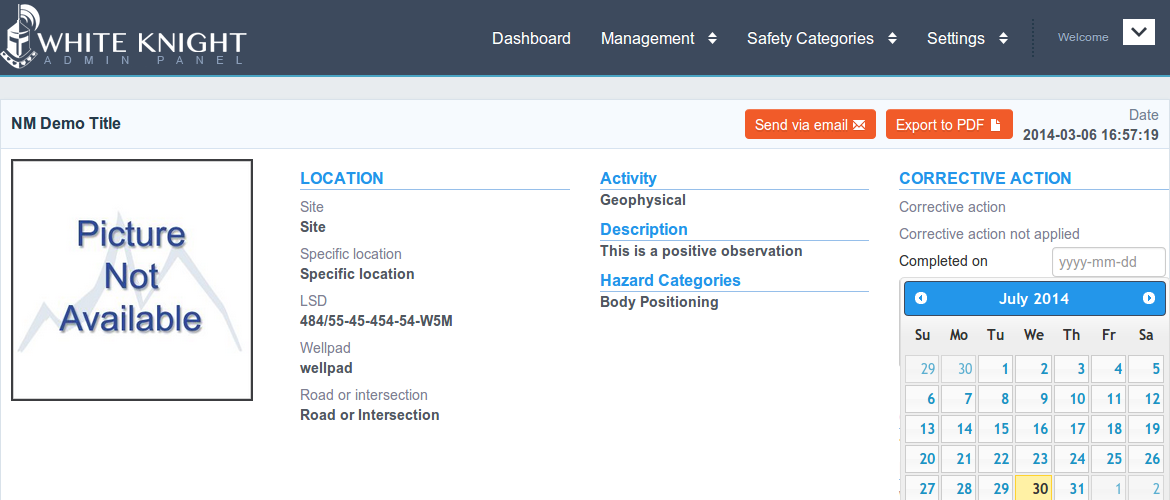 WHITE KNIGHT
ADMIN PANEL
Dashboard Management Safety Categories Settings Welcome
NM Demo Title
Send via email
Export to PDF
Date
2014-03-06 16:57:19
Picture
Not
Available
LOCATION
Site
Site
Specific location
Specific location
LSD
484/55-45-454-54-W5M
Wellpad
wellpad
Road or intersection
Road or Intersection
Activity
Geophysical
Description
This is a positive observation
Hazard Categories
Body Positioning
CORRECTIVE ACTION
Corrective action
Corrective action not applied
Completed on yyyy-mm-dd
July 2014
Su Mo Tu We Th Fr Sa
29 30 1 2 3 4 5
6 7 8 9 10 11 12
13 14 15 16 17 18 19
20 21 22 23 24 25 26
27 28 29 30 31 1 2